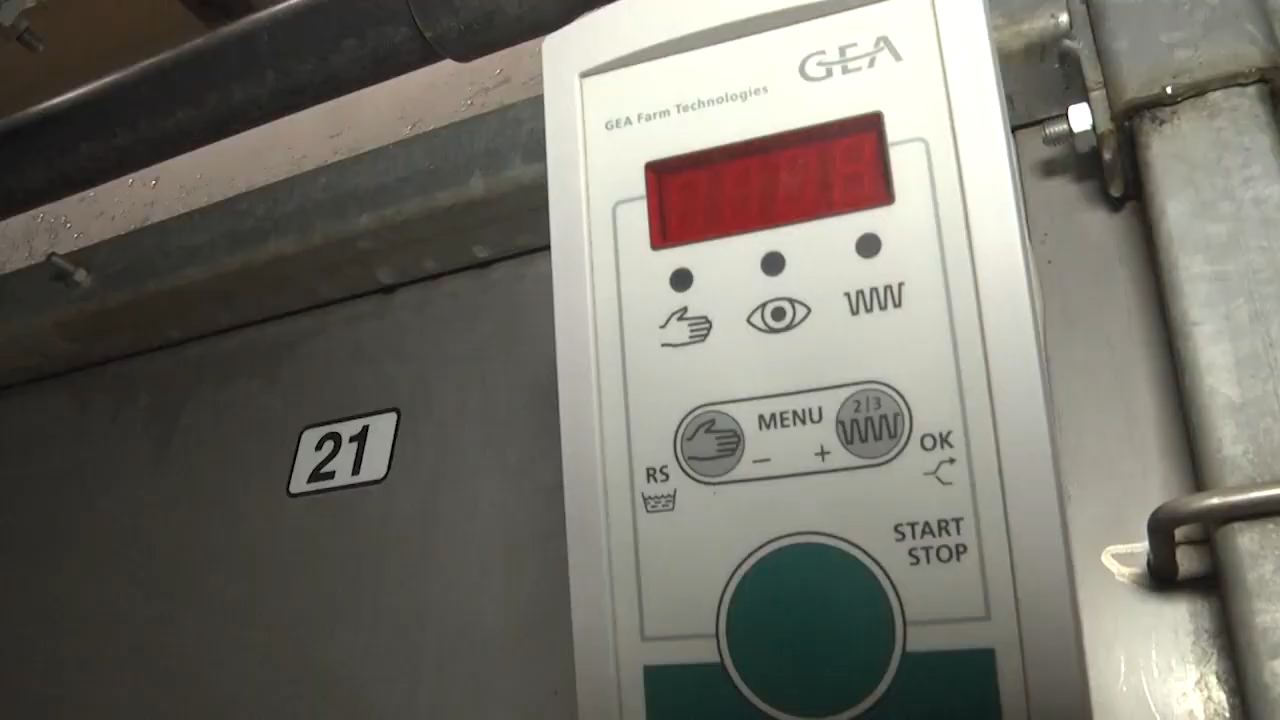 GEA
GEA Farm Technologies
MENU
2|3
- +
OK
RS
START
STOP
21